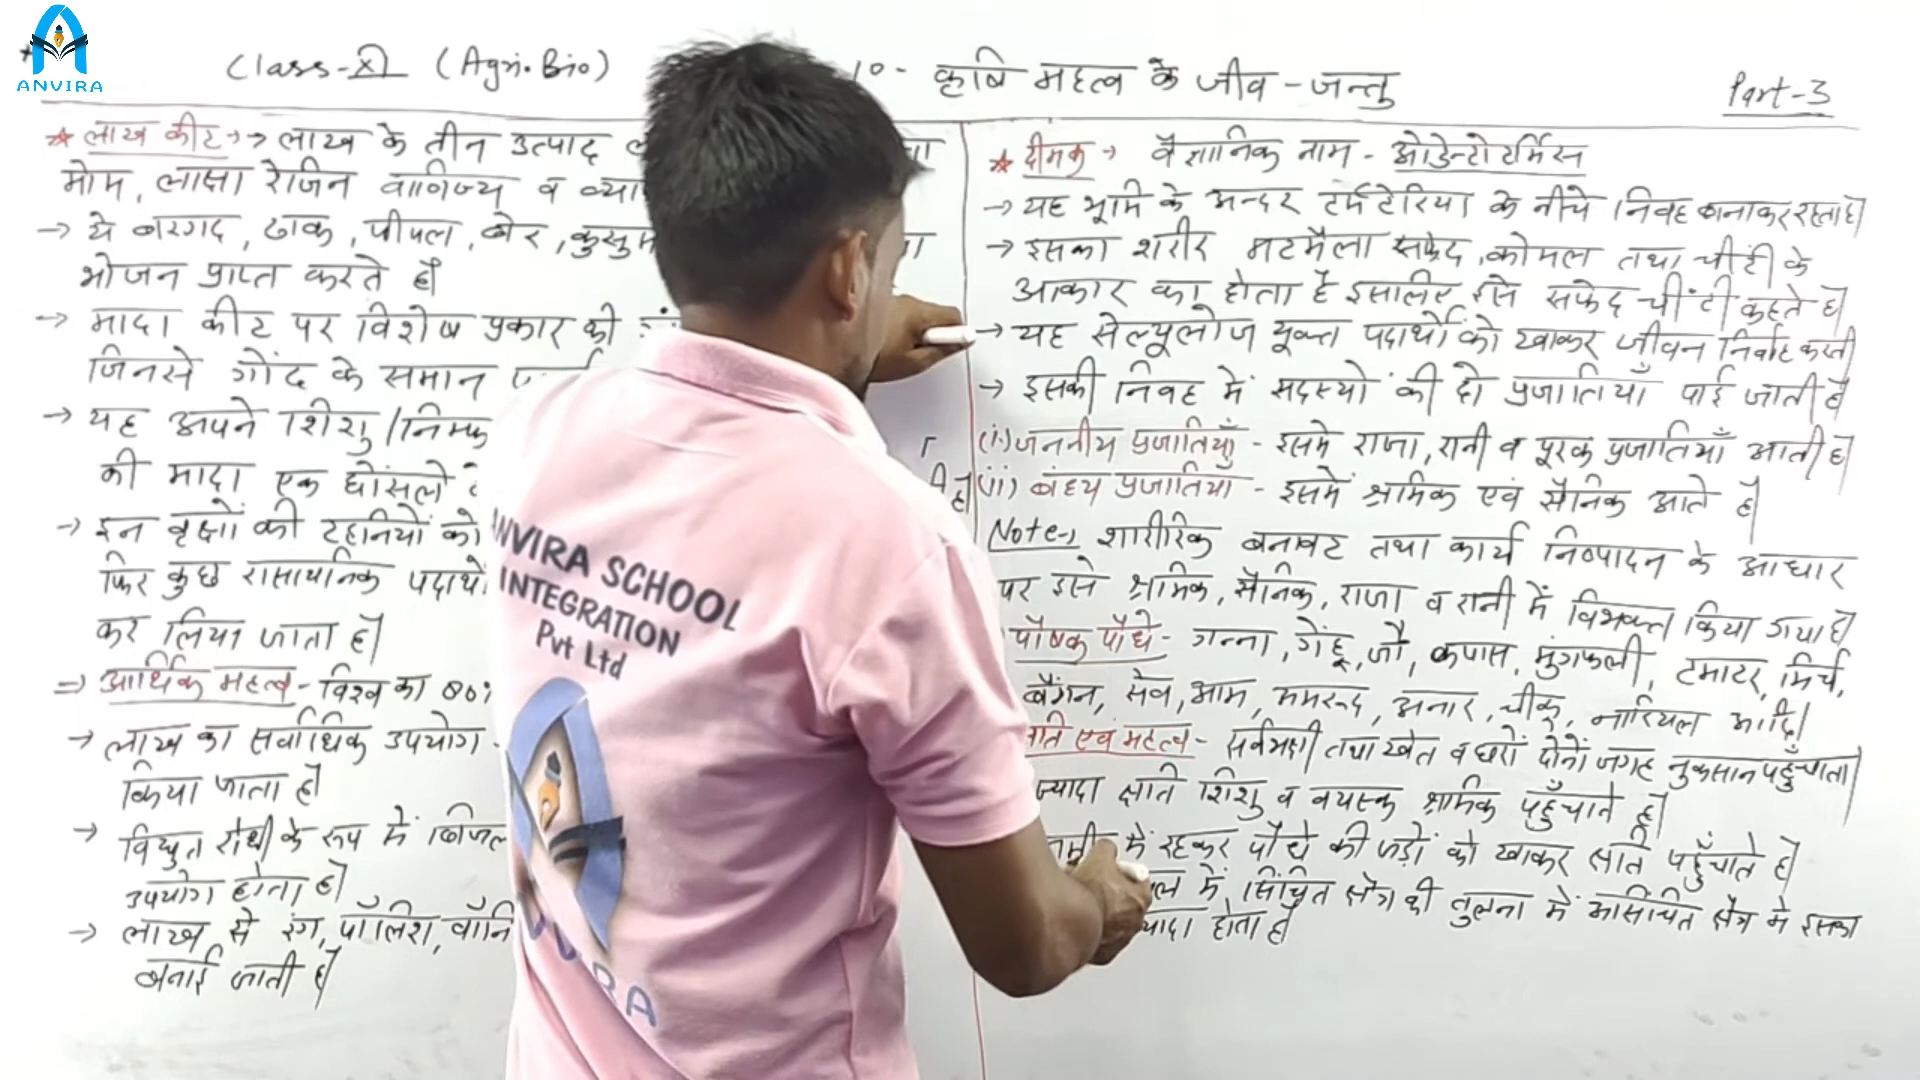 ANVIRA
Class-XI (Agri. Bio)
10- कृषि महत्व के जीव-जन्तु
Part-3
★ लाख कीट → लाख के तीन उत्पाद
मोम, लाक्षा रेजिन वाणिज्य व
→ ये बरगद, ढाक, पीपल, बेर, कुसुम
भोजन प्राप्त करते है।
→ मादा कीट पर विशेष प्रकार की
जिनसे गोंद के समान
→ यह अपने शिशु/निम्फ
की मादा एक घोंसले
→ इन वृक्षों की टहनियों को
फिर कुछ रासायनिक पदार्थो
कर लिया जाता है।
⇒ आर्थिक महत्व - विश्व का 80%
→ लाख का सर्वाधिक उपयोग -
किया जाता है।
→ विद्युत रोधी के रूप में
उपयोग होता है।
→ लाख से रंग, पॉलिश,
बनाई जाती है।
★ दीमक → वैज्ञानिक नाम - ओडेन्टोटर्मिस
→ यह भूमि के अन्दर टर्मटेरिया के नीचे निवह बनाकर रहता है।
→ इसका शरीर मटमैला सफेद, कोमल तथा चींटी के
आकार का होता है इसलिए इसे सफेद चींटी कहते है।
→ यह सेल्यूलोज युक्त पदार्थों को खाकर जीवन निर्वाह करती
→ इसकी निवह में सदस्यों की दो प्रजातियाँ पाई जाती है
(i) जननीय प्रजातियाँ - इसमे राजा, रानी व पूरक प्रजातियाँ आती है।
(ii) बंध्य प्रजातियाँ - इसमें श्रमिक एवं सैनिक आते है।
Note → शारीरिक बनावट तथा कार्य निष्पादन के आधार
पर इसे श्रमिक, सैनिक, राजा व रानी में विभक्त किया गया है।
पोषक पौधे - गन्ना, गेंहू, जौ, कपास, मुंगफली, टमाटर, मिर्च,
बैंगन, सेव, आम, अमरूद, अनार, चीकू, नारियल आदि।
एवं महत्व - सर्वभक्षी तथा खेत व घरों दोनों जगह नुकसान पहुँचाता
ज्यादा क्षति शिशु व वयस्क श्रमिक पहुँचाते है।
में रहकर पौधे की जड़ों को खाकर क्षति पहुँचाते है।
में सिंचित क्षेत्र की तुलना में असिंचित क्षेत्र मे इसका
होता है।
ANVIRA SCHOOL
INTEGRATION
Pvt Ltd